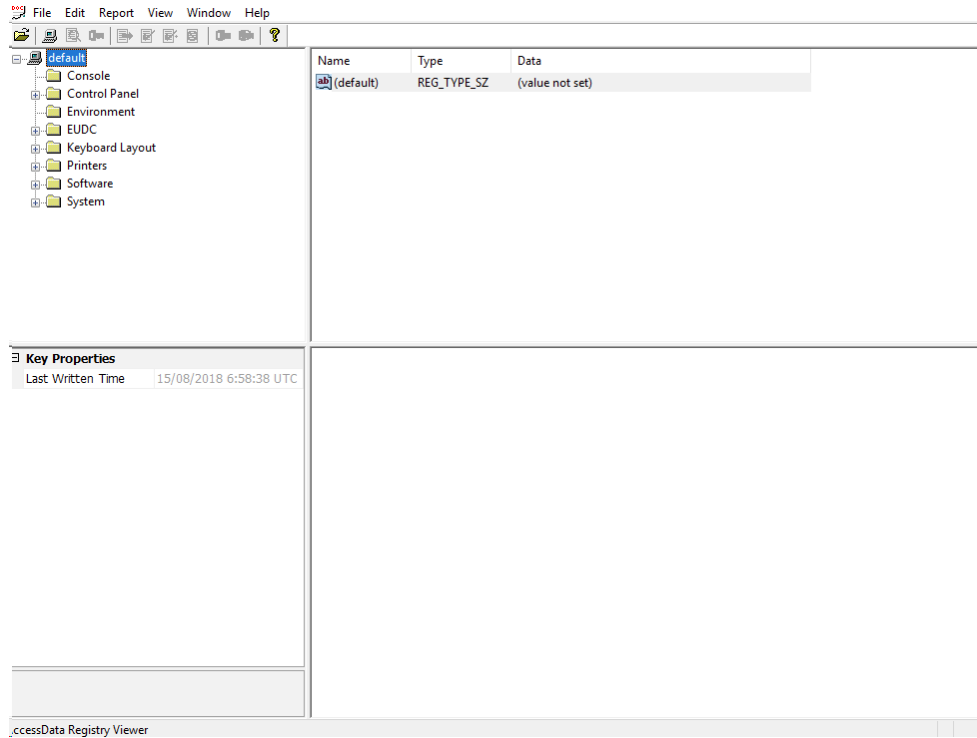 File Edit Report View Window Help
default
Console
Control Panel
Environment
EUDC
Keyboard Layout
Printers
Software
System
Name Type Data
(default) REG_TYPE_SZ (value not set)
Key Properties
Last Written Time 15/08/2018 6:58:38 UTC
ccessData Registry Viewer